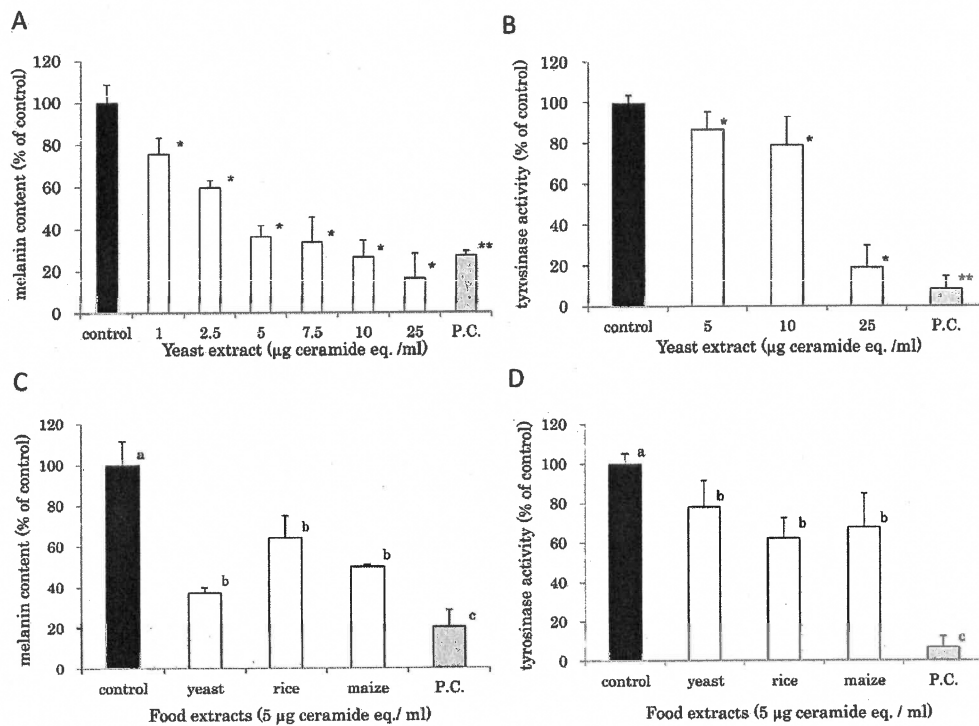 A
melanin content (% of control)
120
100
80
60
40
20
0
*
*
*
*
*
*
**
control 1 2.5 5 7.5 10 25 P.C.
Yeast extract (µg ceramide eq. /ml)
B
tyrosinase activity (% of control)
120
100
80
60
40
20
0
*
*
*
**
control 5 10 25 P.C.
Yeast extract (µg ceramide eq. /ml)
C
melanin content (% of control)
120
100
80
60
40
20
0
a
b
b
b
c
control yeast rice maize P.C.
Food extracts (5 µg ceramide eq./ ml)
D
tyrosinase activity (% of control)
120
100
80
60
40
20
0
a
b
b
b
c
control yeast rice maize P.C.
Food extracts (5 µg ceramide eq./ ml)